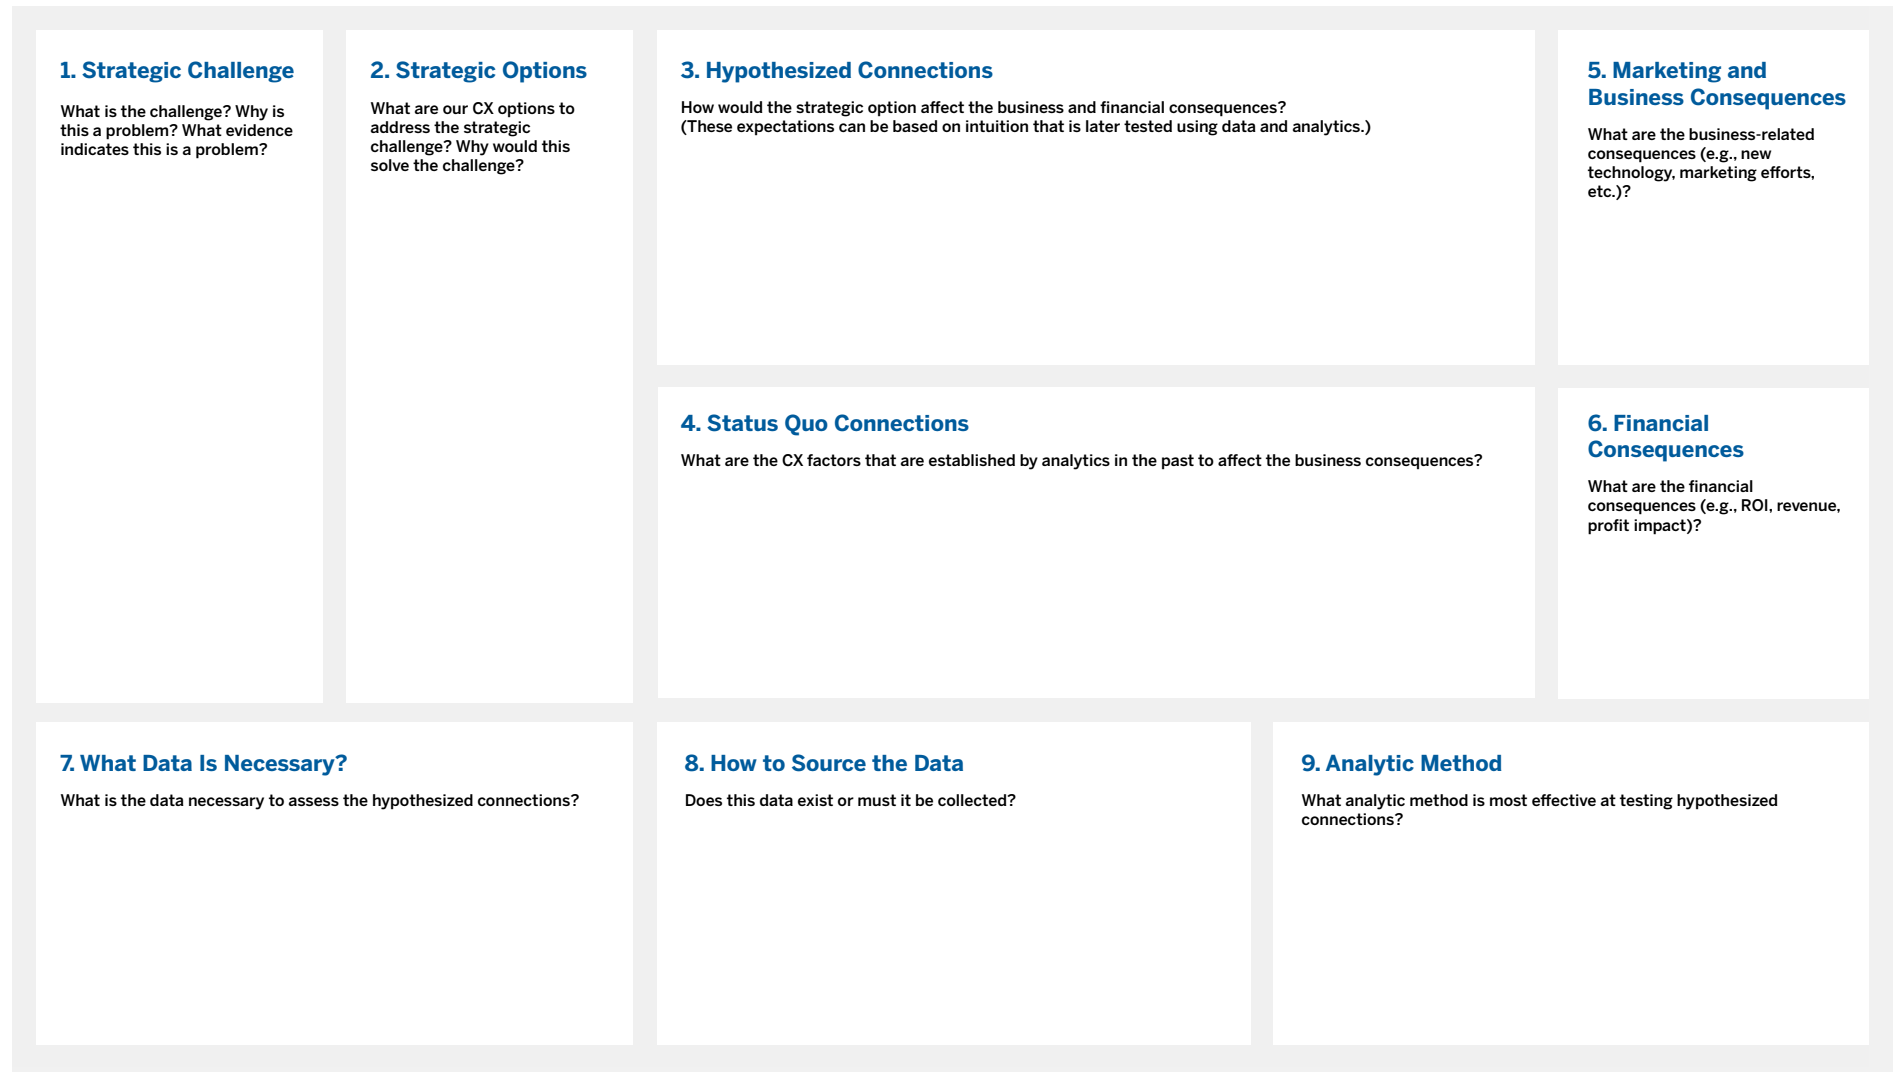 1. Strategic Challenge
What is the challenge? Why is
this a problem? What evidence
indicates this is a problem?
2. Strategic Options
What are our CX options to
address the strategic
challenge? Why would this
solve the challenge?
3. Hypothesized Connections
How would the strategic option affect the business and financial consequences?
(These expectations can be based on intuition that is later tested using data and analytics.)
4. Status Quo Connections
What are the CX factors that are established by analytics in the past to affect the business consequences?
5. Marketing and
Business Consequences
What are the business-related
consequences (e.g., new
technology, marketing efforts,
etc.)?
6. Financial
Consequences
What are the financial
consequences (e.g., ROI, revenue,
profit impact)?
7. What Data Is Necessary?
What is the data necessary to assess the hypothesized connections?
8. How to Source the Data
Does this data exist or must it be collected?
9. Analytic Method
What analytic method is most effective at testing hypothesized
connections?